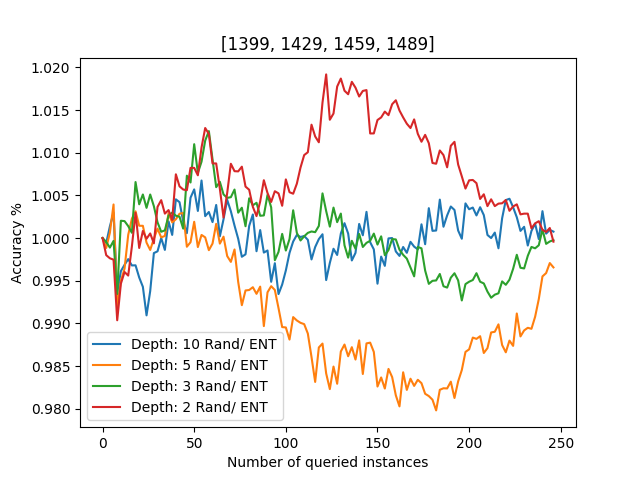 [1399, 1429, 1459, 1489]
Accuracy %
1.020
1.015
1.010
1.005
1.000
0.995
0.990
0.985
0.980
Depth: 10 Rand/ ENT
Depth: 5 Rand/ ENT
Depth: 3 Rand/ ENT
Depth: 2 Rand/ ENT
0 50 100 150 200 250
Number of queried instances